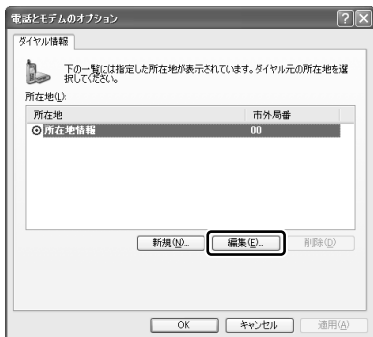 電話とモデムのオプション
ダイヤル情報
下の一覧には指定した所在地が表示されています。ダイヤル元の所在地を選
択してください。
所在地(L):
所在地 市外局番
所在地情報 00
新規(N)... 編集(E)... 削除(D)
OK キャンセル 適用(A)